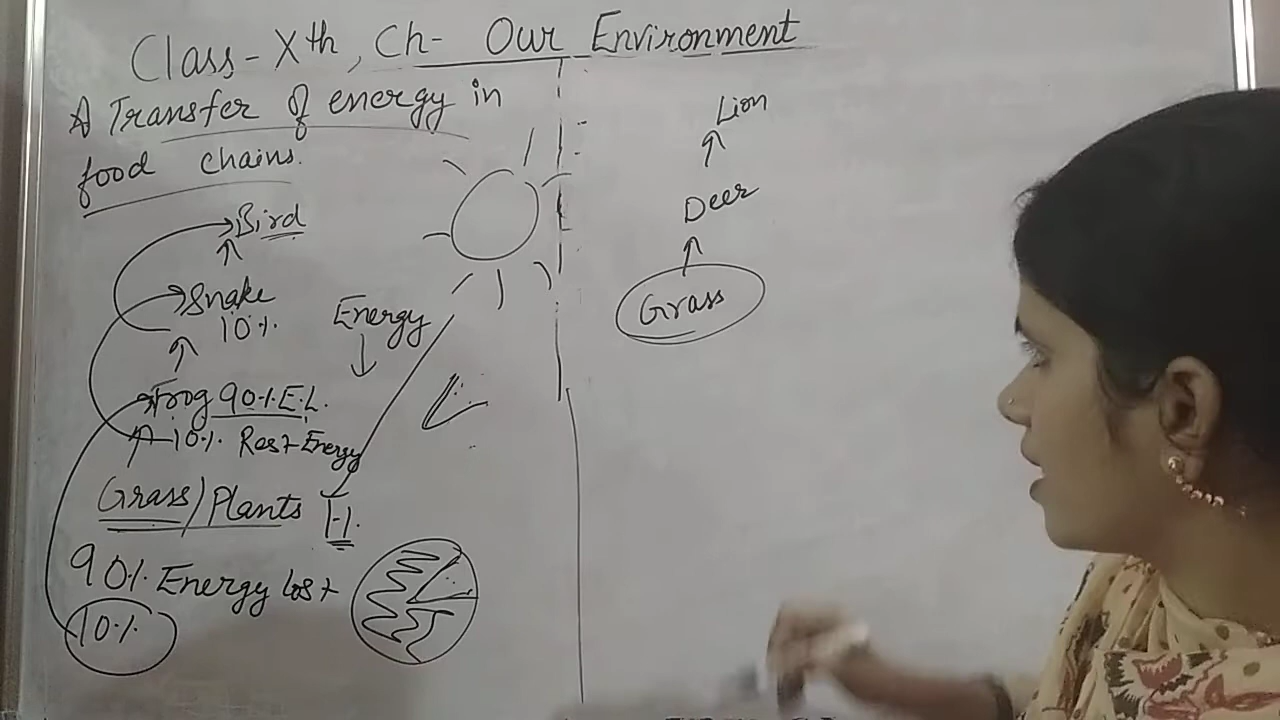 Class-Xth, Ch- Our Environment
A Transfer of energy in
food chains.
Bird
Snake
10%.
Energy
Frog 90%.E.L.
10%. Rest Energy
Grass/Plants 1%.
90%. Energy lost
10%.
Lion
Deer
Grass